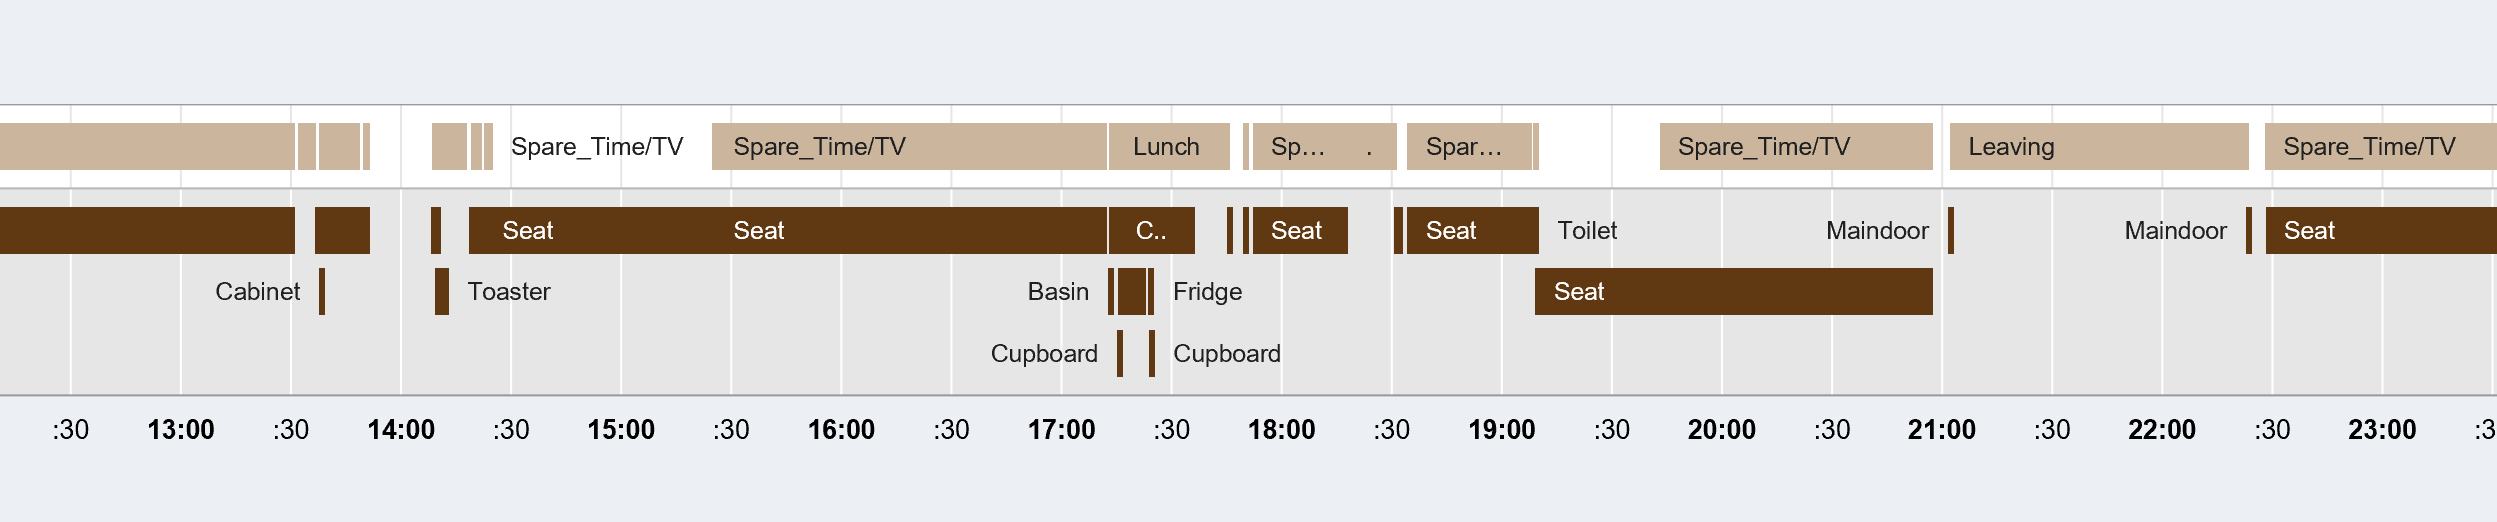 Spare_Time/TV Spare_Time/TV Lunch Sp... . Spar... Spare_Time/TV Leaving Spare_Time/TV
Seat Seat C.. Seat Seat Toilet Maindoor Maindoor Seat
Cabinet Toaster Basin Fridge Seat
Cupboard Cupboard
:30 13:00 :30 14:00 :30 15:00 :30 16:00 :30 17:00 :30 18:00 :30 19:00 :30 20:00 :30 21:00 :30 22:00 :30 23:00 :3